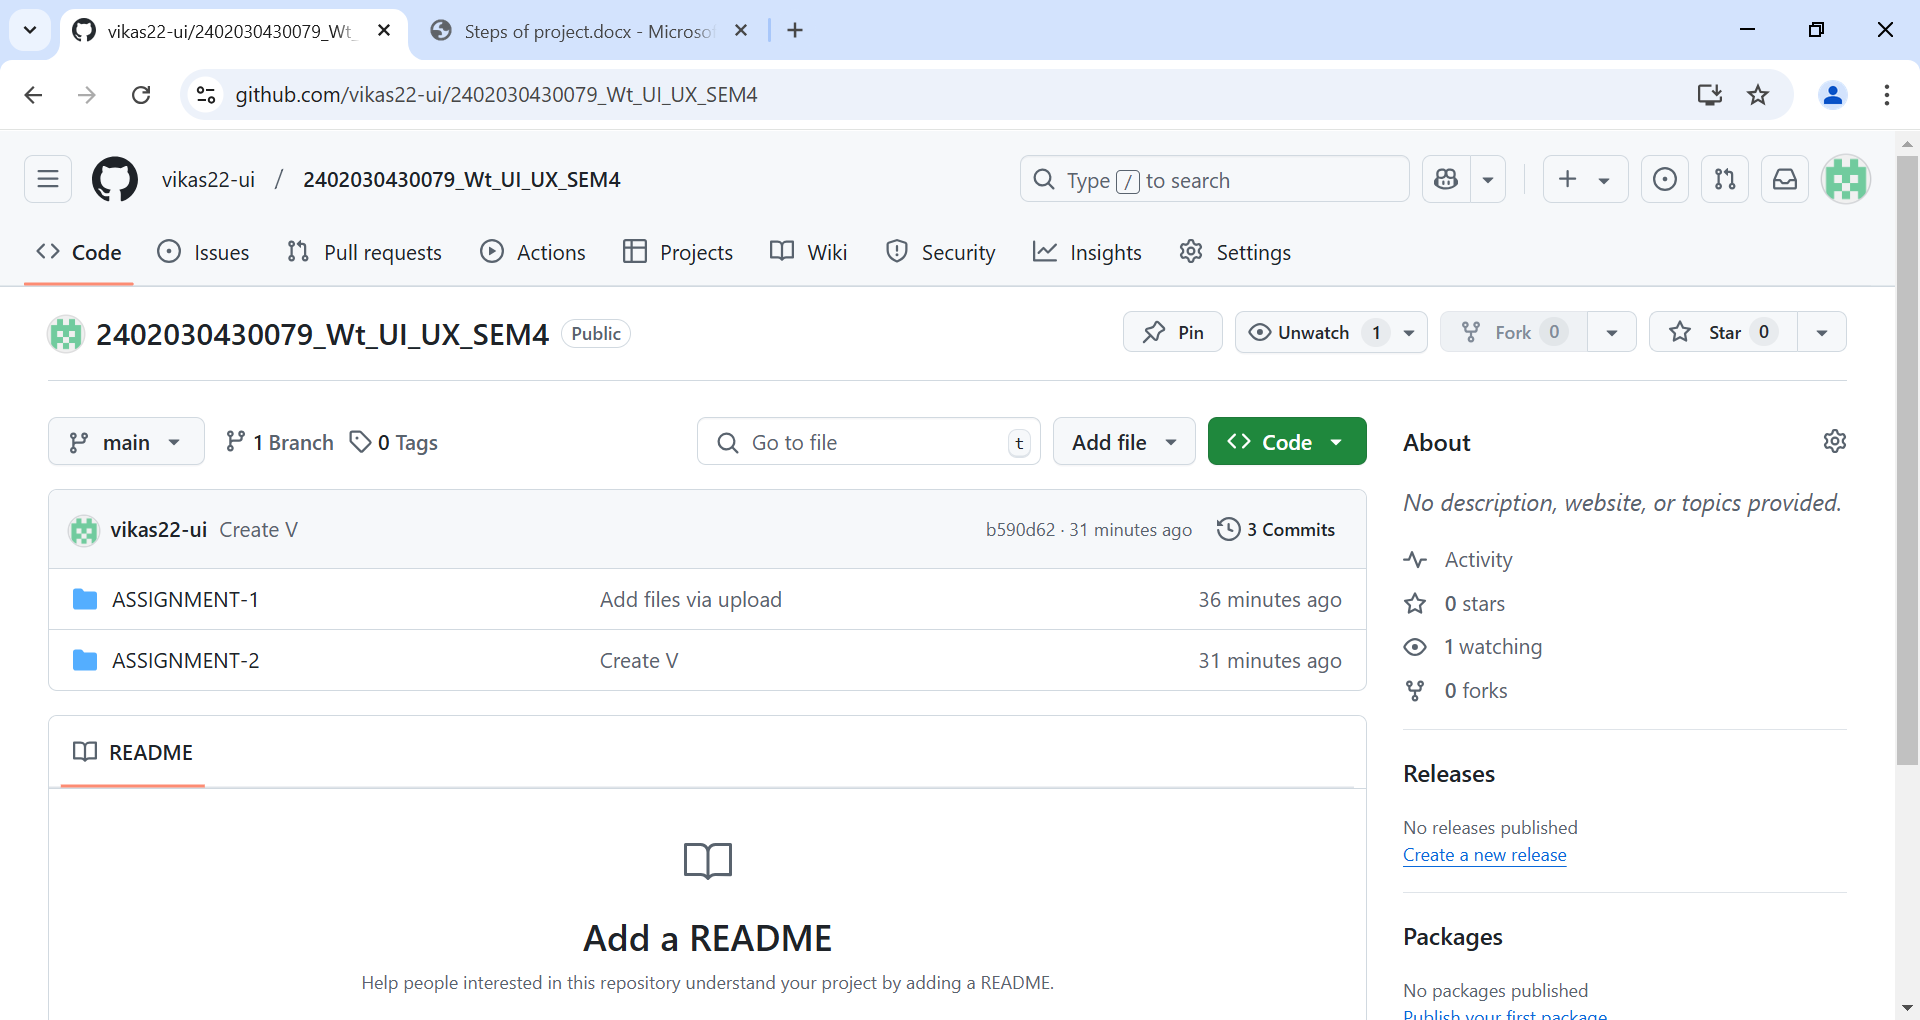 vikas22-ui/2402030430079_Wt_
Steps of project.docx - Microsof
github.com/vikas22-ui/2402030430079_Wt_UI_UX_SEM4
vikas22-ui / 2402030430079_Wt_UI_UX_SEM4
Type / to search
Code
Issues
Pull requests
Actions
Projects
Wiki
Security
Insights
Settings
2402030430079_Wt_UI_UX_SEM4 Public
Pin
Unwatch 1
Fork 0
Star 0
main
1 Branch
0 Tags
Go to file t
Add file
Code
vikas22-ui Create V
b590d62 · 31 minutes ago
3 Commits
ASSIGNMENT-1 Add files via upload 36 minutes ago
ASSIGNMENT-2 Create V 31 minutes ago
README
Add a README
Help people interested in this repository understand your project by adding a README.
About
No description, website, or topics provided.
Activity
0 stars
1 watching
0 forks
Releases
No releases published
Create a new release
Packages
No packages published
Publish your first package